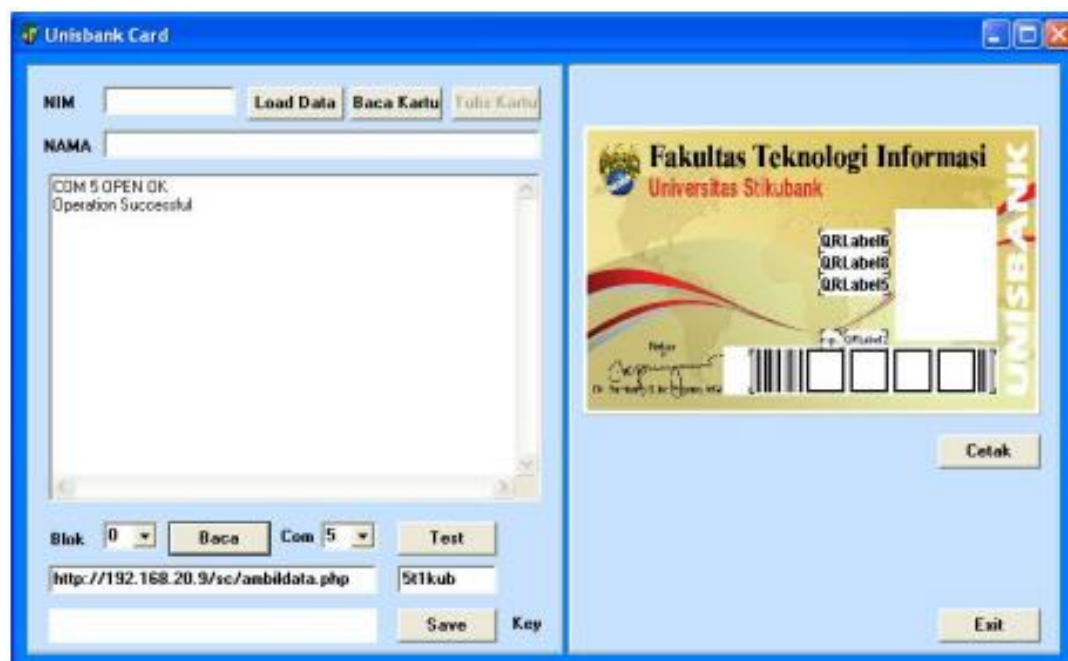 Unisbank Card
NIM Load Data Baca Kartu Tulis Kartu
NAMA
COM 5 OPEN OK
Operation Successful
Blok 0 Baca Com 5 Test
http://192.168.20.9/sc/ambildata.php 5t1kub
Save Key
Fakultas Teknologi Informasi
Universitas Stikubank
QRLabel6
QRLabel8
QRLabel5
QRLabel2
UNISBANK
Cetak
Exit